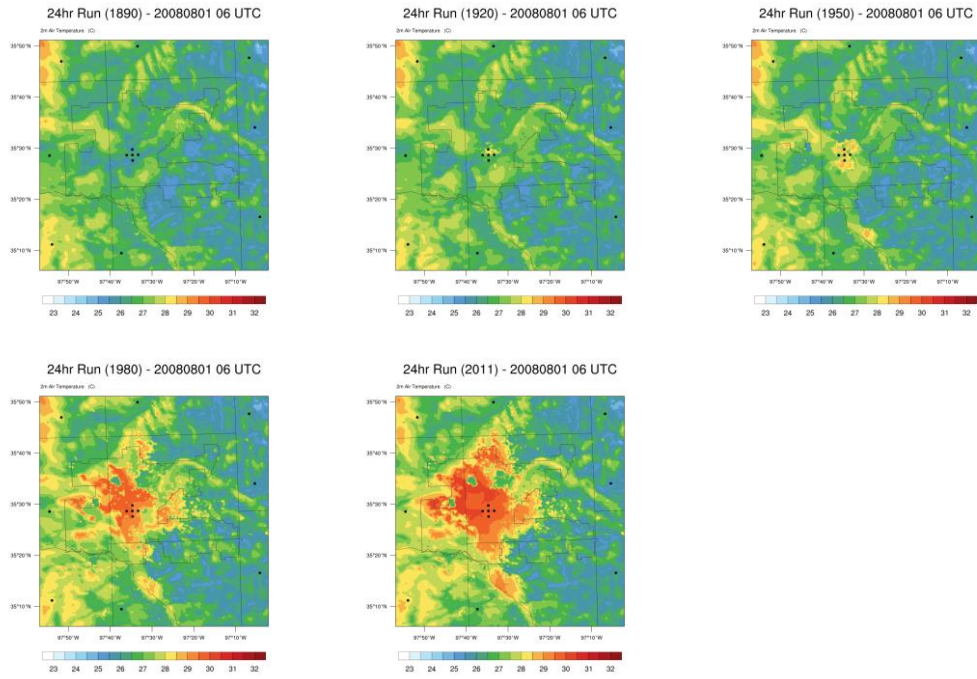 24hr Run (1890) - 20080801 06 UTC
2m Air Temperature (C)
35°50'N
35°40'N
35°30'N
35°20'N
35°10'N
97°50'W 97°40'W 97°30'W 97°20'W 97°10'W
23 24 25 26 27 28 29 30 31 32
24hr Run (1920) - 20080801 06 UTC
2m Air Temperature (C)
35°50'N
35°40'N
35°30'N
35°20'N
35°10'N
97°50'W 97°40'W 97°30'W 97°20'W 97°10'W
23 24 25 26 27 28 29 30 31 32
24hr Run (1950) - 20080801 06 UTC
2m Air Temperature (C)
35°50'N
35°40'N
35°30'N
35°20'N
35°10'N
97°50'W 97°40'W 97°30'W 97°20'W 97°10'W
23 24 25 26 27 28 29 30 31 32
24hr Run (1980) - 20080801 06 UTC
2m Air Temperature (C)
35°50'N
35°40'N
35°30'N
35°20'N
35°10'N
97°50'W 97°40'W 97°30'W 97°20'W 97°10'W
23 24 25 26 27 28 29 30 31 32
24hr Run (2011) - 20080801 06 UTC
2m Air Temperature (C)
35°50'N
35°40'N
35°30'N
35°20'N
35°10'N
97°50'W 97°40'W 97°30'W 97°20'W 97°10'W
23 24 25 26 27 28 29 30 31 32